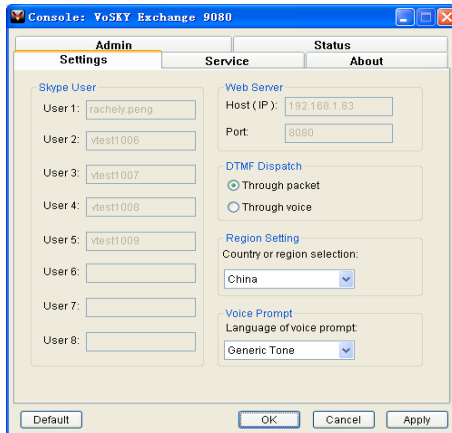 Console: VoSKY Exchange 9080
Admin
Status
Settings
Service
About
Skype User
User 1:
rachely.peng
User 2:
vtest1006
User 3:
vtest1007
User 4:
vtest1008
User 5:
vtest1009
User 6:
User 7:
User 8:
Web Server
Host ( IP ):
192.168.1.83
Port:
8080
DTMF Dispatch
Through packet
Through voice
Region Setting
Country or region selection:
China
Voice Prompt
Language of voice prompt:
Generic Tone
Default
OK
Cancel
Apply